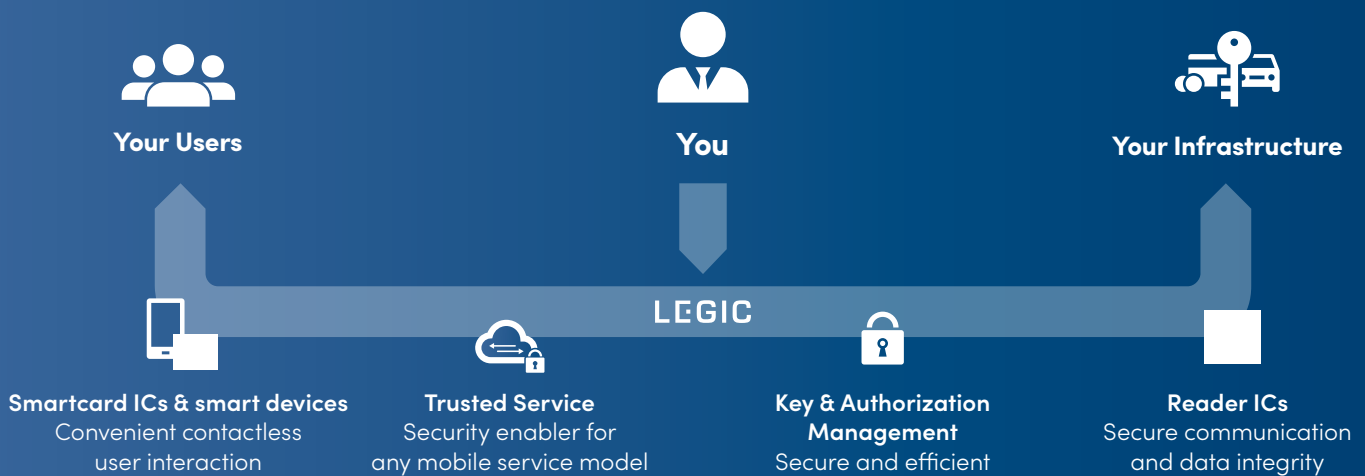 Your Users
You
Your Infrastructure
LEGIC
Smartcard ICs & smart devices
Convenient contactless
user interaction
Trusted Service
Security enabler for
any mobile service model
Key & Authorization
Management
Secure and efficient
Reader ICs
Secure communication
and data integrity